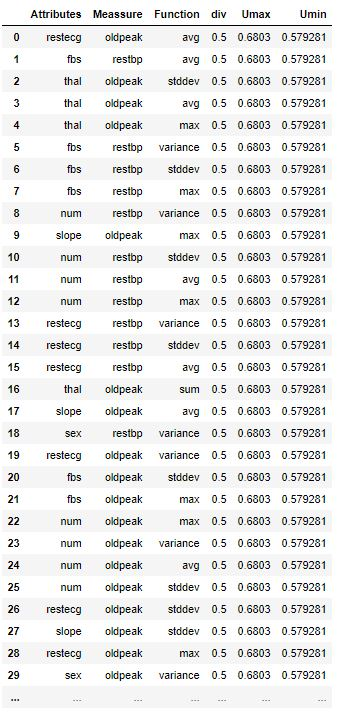 Attributes Meassure Function div Umax Umin
0 restecg oldpeak avg 0.5 0.6803 0.579281
1 fbs restbp avg 0.5 0.6803 0.579281
2 thal oldpeak stddev 0.5 0.6803 0.579281
3 thal oldpeak avg 0.5 0.6803 0.579281
4 thal oldpeak max 0.5 0.6803 0.579281
5 fbs restbp variance 0.5 0.6803 0.579281
6 fbs restbp stddev 0.5 0.6803 0.579281
7 fbs restbp max 0.5 0.6803 0.579281
8 num restbp variance 0.5 0.6803 0.579281
9 slope oldpeak max 0.5 0.6803 0.579281
10 num restbp stddev 0.5 0.6803 0.579281
11 num restbp avg 0.5 0.6803 0.579281
12 num restbp max 0.5 0.6803 0.579281
13 restecg restbp variance 0.5 0.6803 0.579281
14 restecg restbp stddev 0.5 0.6803 0.579281
15 restecg restbp avg 0.5 0.6803 0.579281
16 thal oldpeak sum 0.5 0.6803 0.579281
17 slope oldpeak avg 0.5 0.6803 0.579281
18 sex restbp variance 0.5 0.6803 0.579281
19 restecg oldpeak variance 0.5 0.6803 0.579281
20 fbs oldpeak stddev 0.5 0.6803 0.579281
21 fbs oldpeak max 0.5 0.6803 0.579281
22 num oldpeak max 0.5 0.6803 0.579281
23 num oldpeak variance 0.5 0.6803 0.579281
24 num oldpeak avg 0.5 0.6803 0.579281
25 num oldpeak stddev 0.5 0.6803 0.579281
26 restecg oldpeak stddev 0.5 0.6803 0.579281
27 slope oldpeak stddev 0.5 0.6803 0.579281
28 restecg oldpeak max 0.5 0.6803 0.579281
29 sex oldpeak variance 0.5 0.6803 0.579281
... ... ... ... ... ... ...